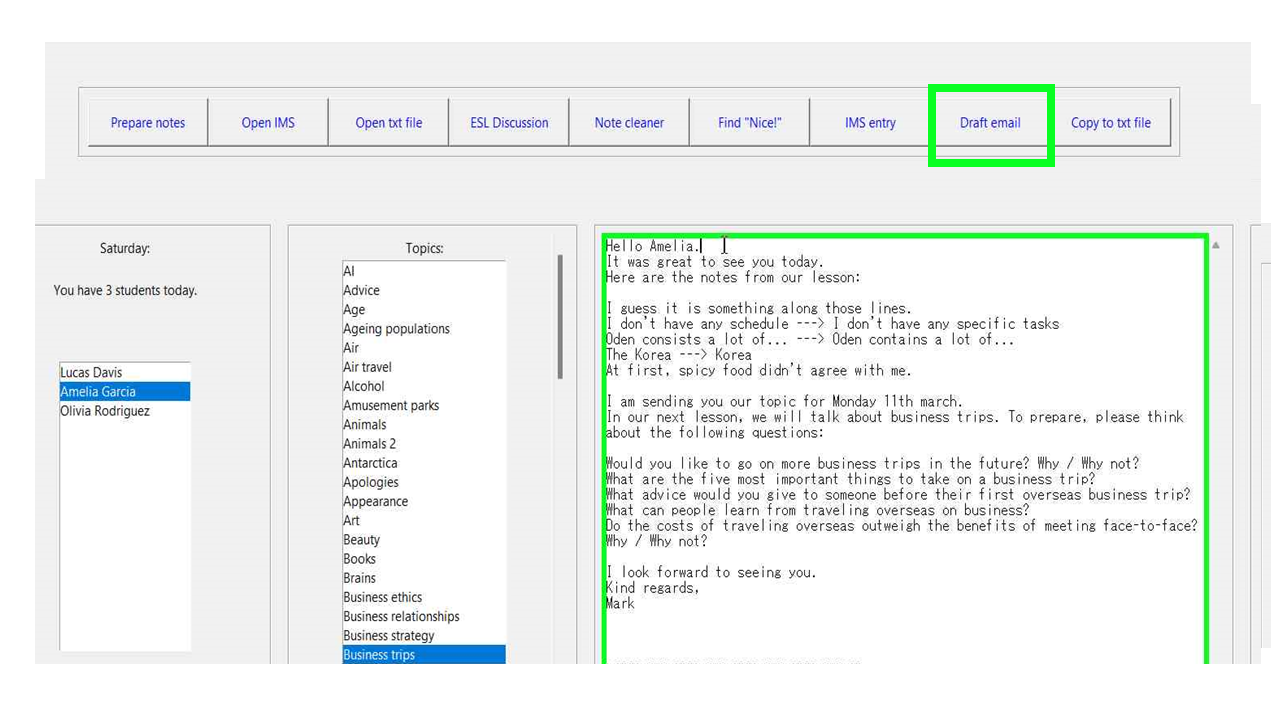 Prepare notes
Open IMS
Open txt file
ESL Discussion
Note cleaner
Find "Nice!"
IMS entry
Draft email
Copy to txt file
Saturday:
You have 3 students today.
Lucas Davis
Amelia Garcia
Olivia Rodriguez
Topics:
AI
Advice
Age
Ageing populations
Air
Air travel
Alcohol
Amusement parks
Animals
Animals 2
Antarctica
Apologies
Appearance
Art
Beauty
Books
Brains
Business ethics
Business relationships
Business strategy
Business trips
Hello Amelia.
It was great to see you today.
Here are the notes from our lesson:
I guess it is something along those lines.
I don't have any schedule ---> I don't have any specific tasks
Oden consists a lot of... ---> Oden contains a lot of...
The Korea ---> Korea
At first, spicy food didn't agree with me.
I am sending you our topic for Monday 11th march.
In our next lesson, we will talk about business trips. To prepare, please think
about the following questions:
Would you like to go on more business trips in the future? Why / Why not?
What are the five most important things to take on a business trip?
What advice would you give to someone before their first overseas business trip?
What can people learn from traveling overseas on business?
Do the costs of traveling overseas outweigh the benefits of meeting face-to-face?
Why / Why not?
I look forward to seeing you.
Kind regards,
Mark